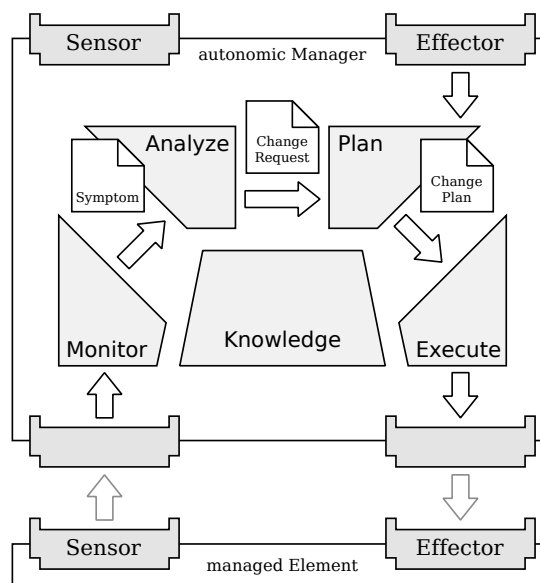 Sensor
Effector
autonomic Manager
Analyze
Change
Request
Plan
Symptom
Change
Plan
Monitor
Knowledge
Execute
Sensor
Effector
managed Element